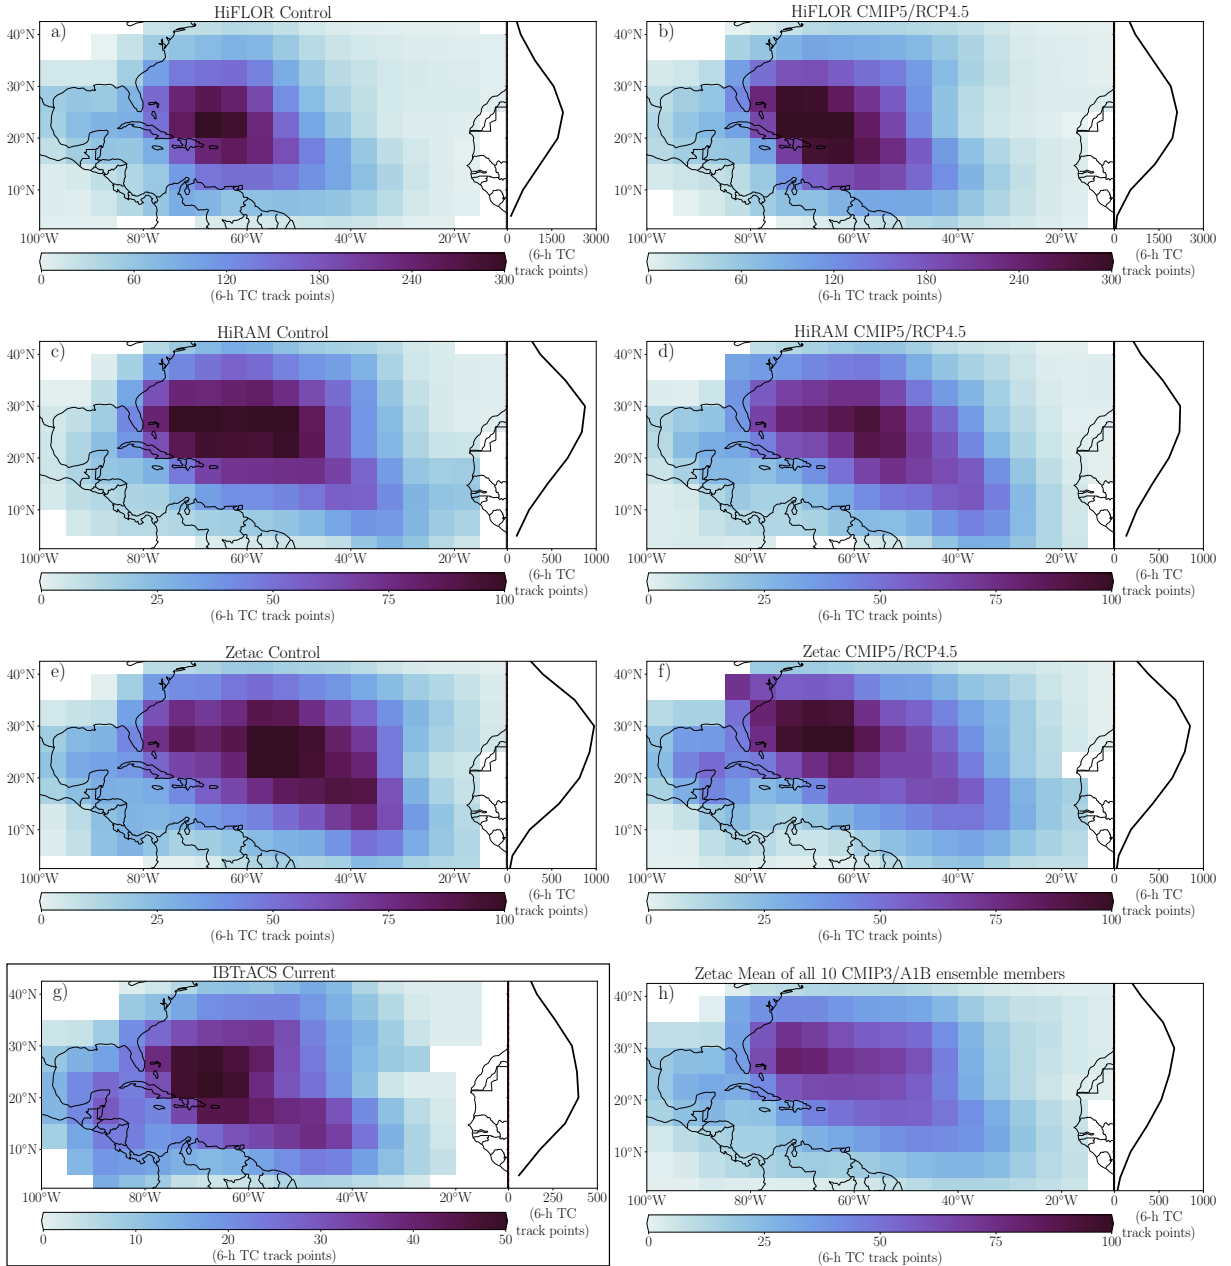 HiFLOR Control
a)
40°N
30°N
20°N
10°N
100°W 80°W 60°W 40°W 0 1500 3000
(6-h TC
track points)
0 60 120 180 240 300
(6-h TC track points)
HiFLOR CMIP5/RCP4.5
b)
40°N
30°N
20°N
10°N
100°W 80°W 60°W 40°W 0 1500 3000
(6-h TC
track points)
0 60 120 180 240 300
(6-h TC track points)
HiRAM Control
c)
40°N
30°N
20°N
10°N
100°W 80°W 60°W 40°W 0 500 1000
(6-h TC
track points)
0 25 50 75 100
(6-h TC track points)
HiRAM CMIP5/RCP4.5
d)
40°N
30°N
20°N
10°N
100°W 80°W 60°W 40°W 0 500 1000
(6-h TC
track points)
0 25 50 75 100
(6-h TC track points)
Zetac Control
e)
40°N
30°N
20°N
10°N
100°W 80°W 60°W 40°W 0 500 1000
(6-h TC
track points)
0 25 50 75 100
(6-h TC track points)
Zetac CMIP5/RCP4.5
f)
40°N
30°N
20°N
10°N
100°W 80°W 60°W 40°W 0 500 1000
(6-h TC
track points)
0 25 50 75 100
(6-h TC track points)
IBTrACS Current
g)
40°N
30°N
20°N
10°N
100°W 80°W 60°W 40°W 0 250 500
(6-h TC
track points)
0 10 20 30 40 50
(6-h TC track points)
Zetac Mean of all 10 CMIP3/A1B ensemble members
h)
40°N
30°N
20°N
10°N
100°W 80°W 60°W 40°W 0 500 1000
(6-h TC
track points)
0 25 50 75 100
(6-h TC track points)